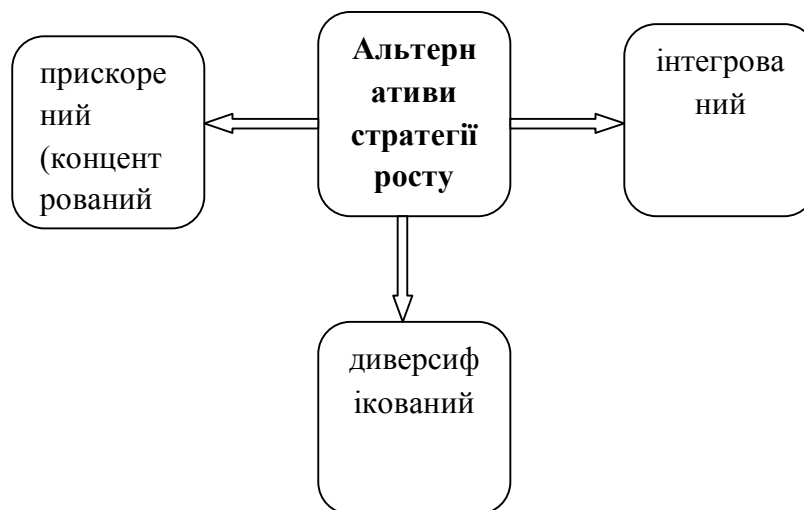 прискоре
ний
(концент
рований
Альтерн
ативи
стратегії
росту
інтегрова
ний
диверсиф
ікований